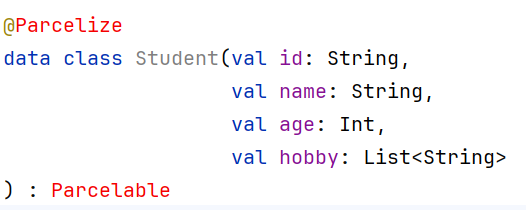 @Parcelize
data class Student(val id: String,
                   val name: String,
                   val age: Int,
                   val hobby: List<String>
) : Parcelable